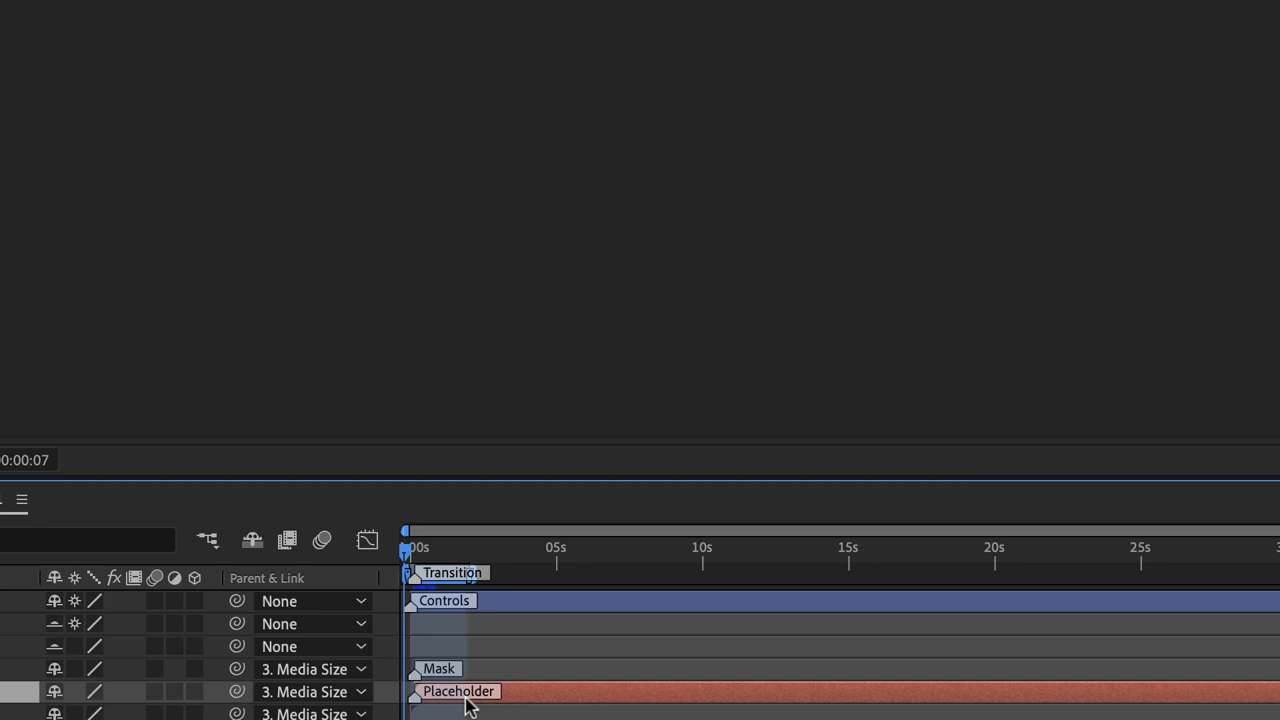 0:00:07
00s 05s 10s 15s 20s 25s
Transition
fx Parent & Link
None Controls
None
None
3. Media Size Mask
3. Media Size Placeholder
3. Media Size